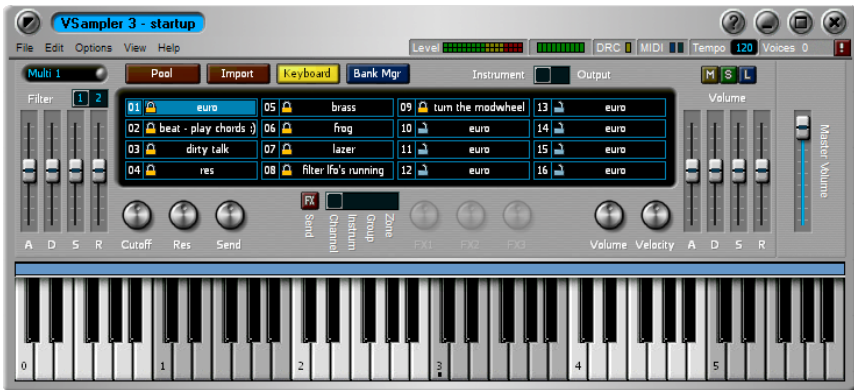 VSampler 3 - startup
?
File Edit Options View Help
Level DRC MIDI Tempo 120 Voices 0 !
Multi 1 Pool Import Keyboard Bank Mgr Instrument Output M S L
Filter 1 2 Volume
01 euro 05 brass 09 turn the modwheel 13 euro
02 beat - play chords :) 06 frog 10 euro 14 euro
03 dirty talk 07 lazer 11 euro 15 euro
04 res 08 filter lfo's running 12 euro 16 euro
Master Volume
FX
Send Channel Instrum Group Zone
A D S R Cutoff Res Send FX1 FX2 FX3 Volume Velocity A D S R
0 1 2 3 4 5